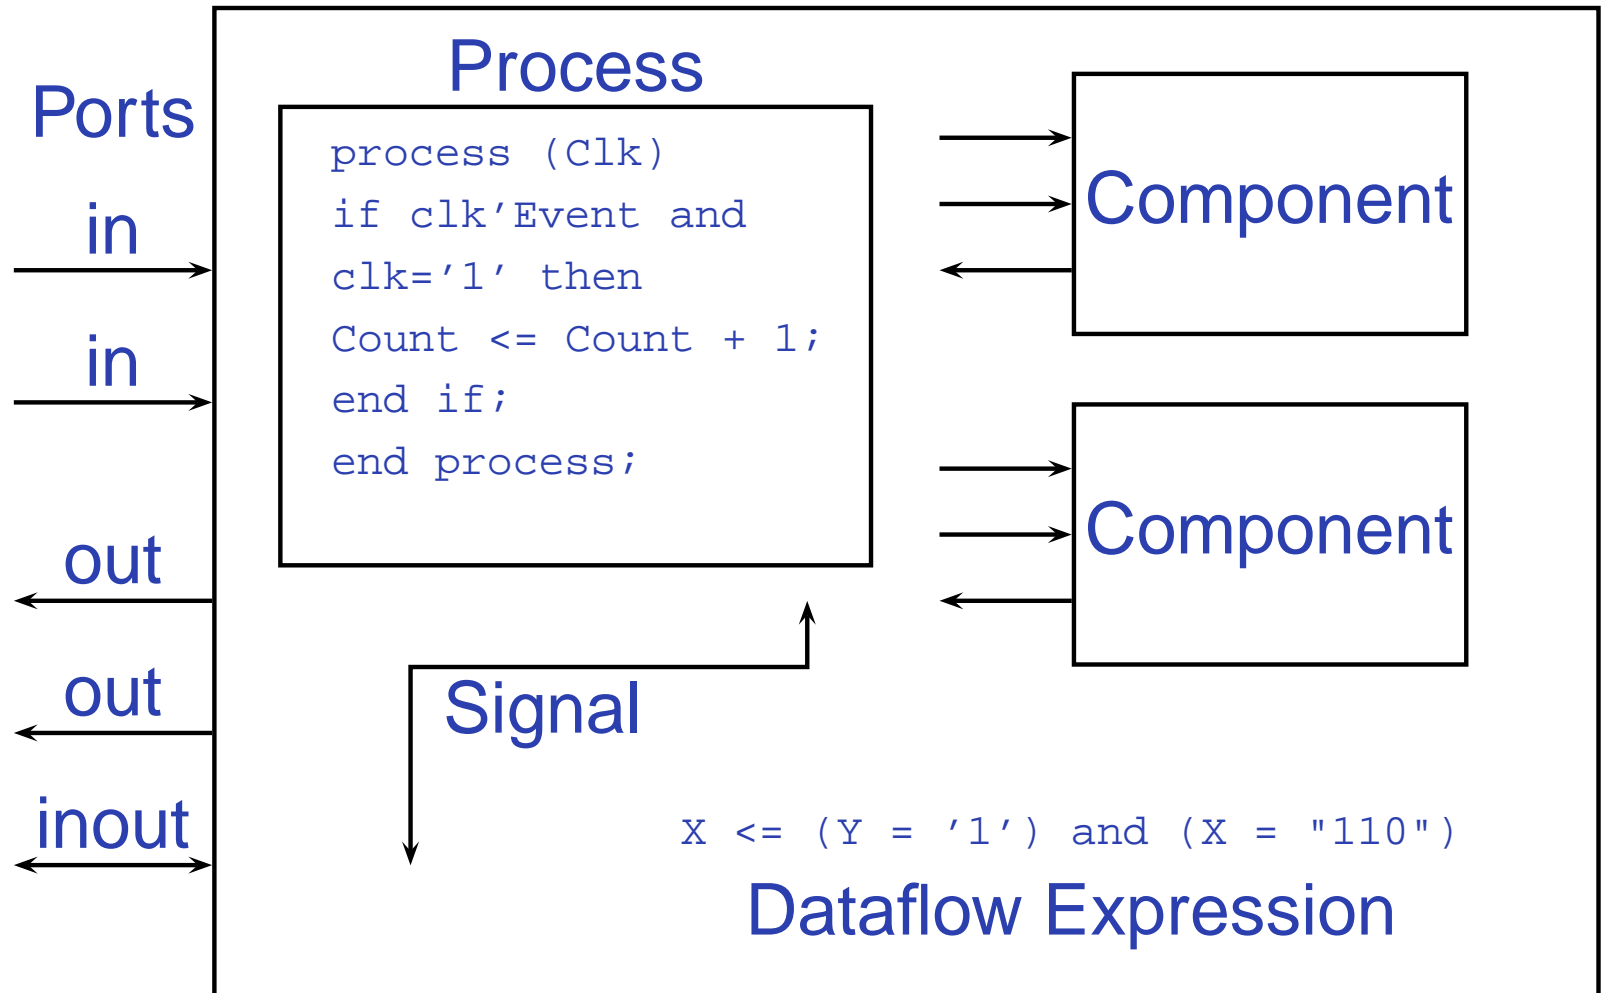 Ports
in
in
out
out
inout
Process
process (Clk)
if clk'Event and
clk='1' then
Count <= Count + 1;
end if;
end process;
Component
Component
Signal
X <= (Y = '1') and (X = "110")
Dataflow Expression